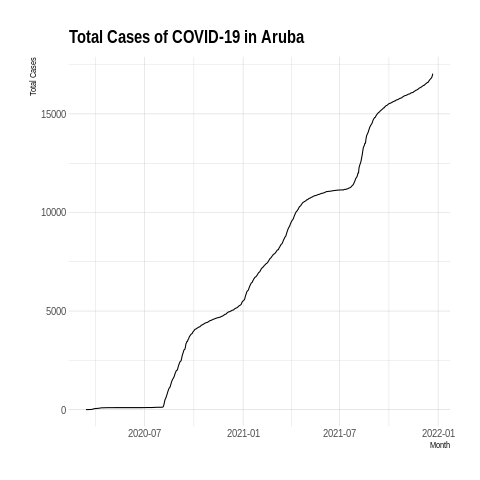 Total Cases of COVID-19 in Aruba
Total Cases
15000
10000
5000
0
2020-07
2021-01
2021-07
2022-01
Month